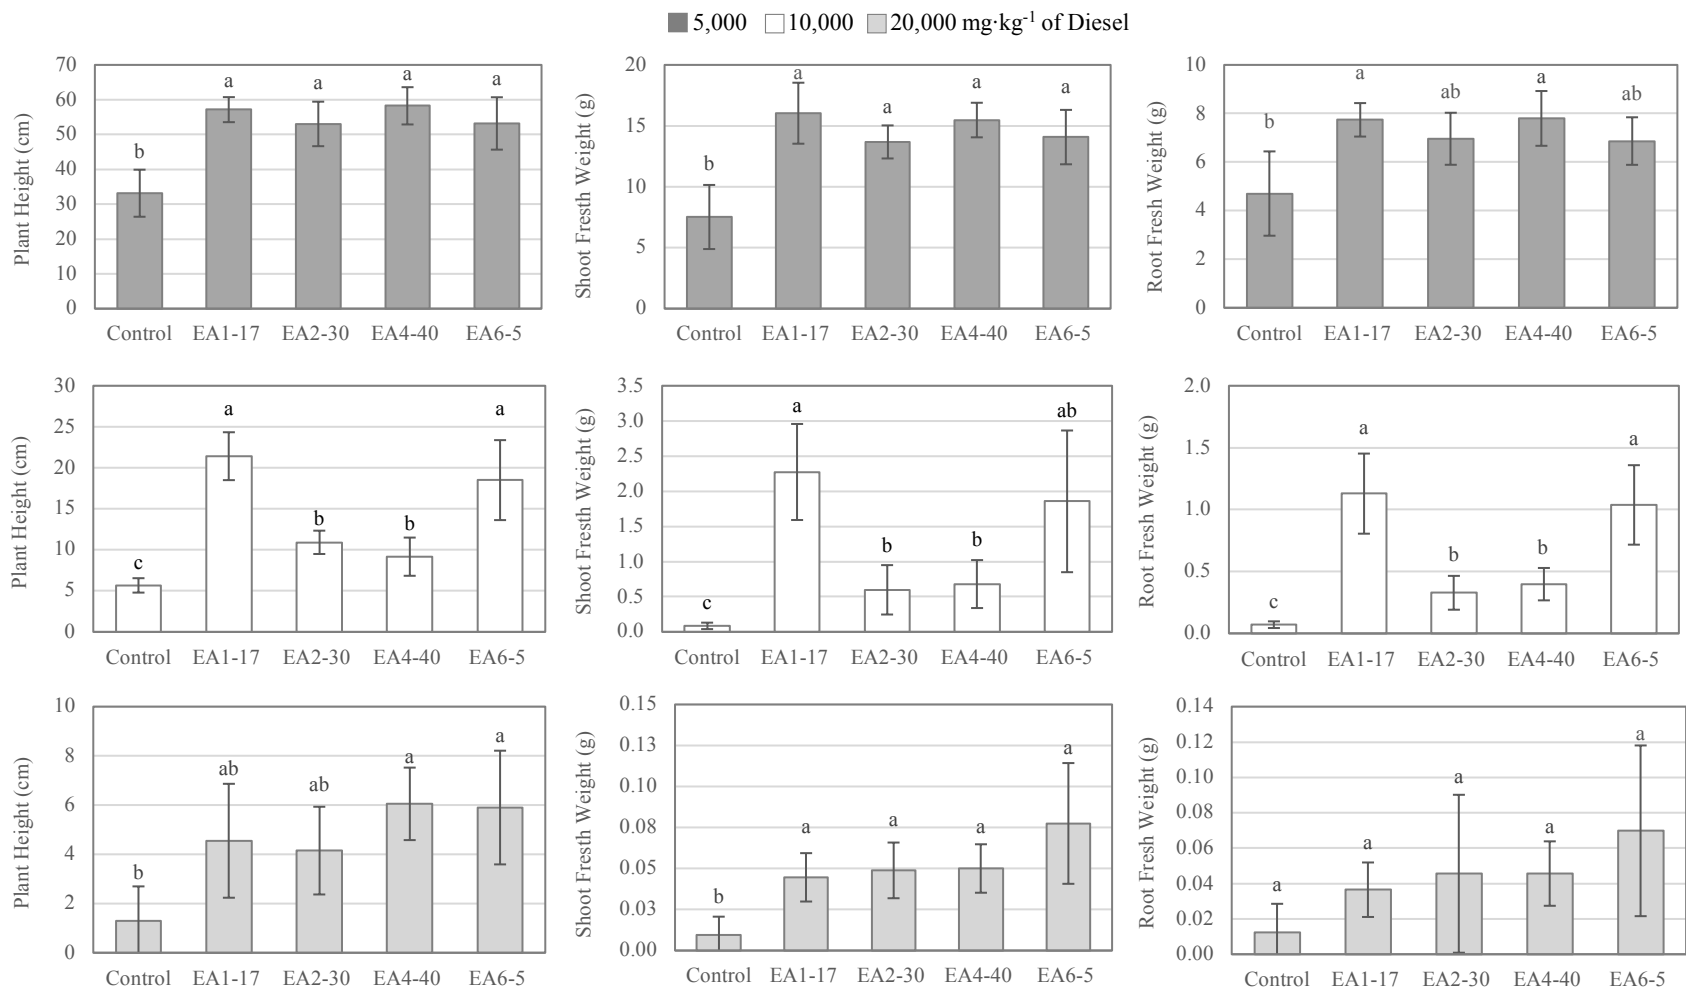 5,000 10,000 20,000 mg·kg-1 of Diesel
Plant Height (cm)
70
60
50
40
30
20
10
0
b a a a a
Control EA1-17 EA2-30 EA4-40 EA6-5
Shoot Fresth Weight (g)
20
15
10
5
0
b a a a a
Control EA1-17 EA2-30 EA4-40 EA6-5
Root Fresh Weight (g)
10
8
6
4
2
0
b a ab a ab
Control EA1-17 EA2-30 EA4-40 EA6-5
Plant Height (cm)
30
25
20
15
10
5
0
c a b b a
Control EA1-17 EA2-30 EA4-40 EA6-5
Shoot Fresth Weight (g)
3.5
3.0
2.5
2.0
1.5
1.0
0.5
0.0
c a b b ab
Control EA1-17 EA2-30 EA4-40 EA6-5
Root Fresh Weight (g)
2.0
1.5
1.0
0.5
0.0
c a b b a
Control EA1-17 EA2-30 EA4-40 EA6-5
Plant Height (cm)
10
8
6
4
2
0
b ab ab a a
Control EA1-17 EA2-30 EA4-40 EA6-5
Shoot Fresth Weight (g)
0.15
0.13
0.10
0.08
0.05
0.03
0.00
b a a a a
Control EA1-17 EA2-30 EA4-40 EA6-5
Root Fresh Weight (g)
0.14
0.12
0.10
0.08
0.06
0.04
0.02
0.00
a a a a a
Control EA1-17 EA2-30 EA4-40 EA6-5